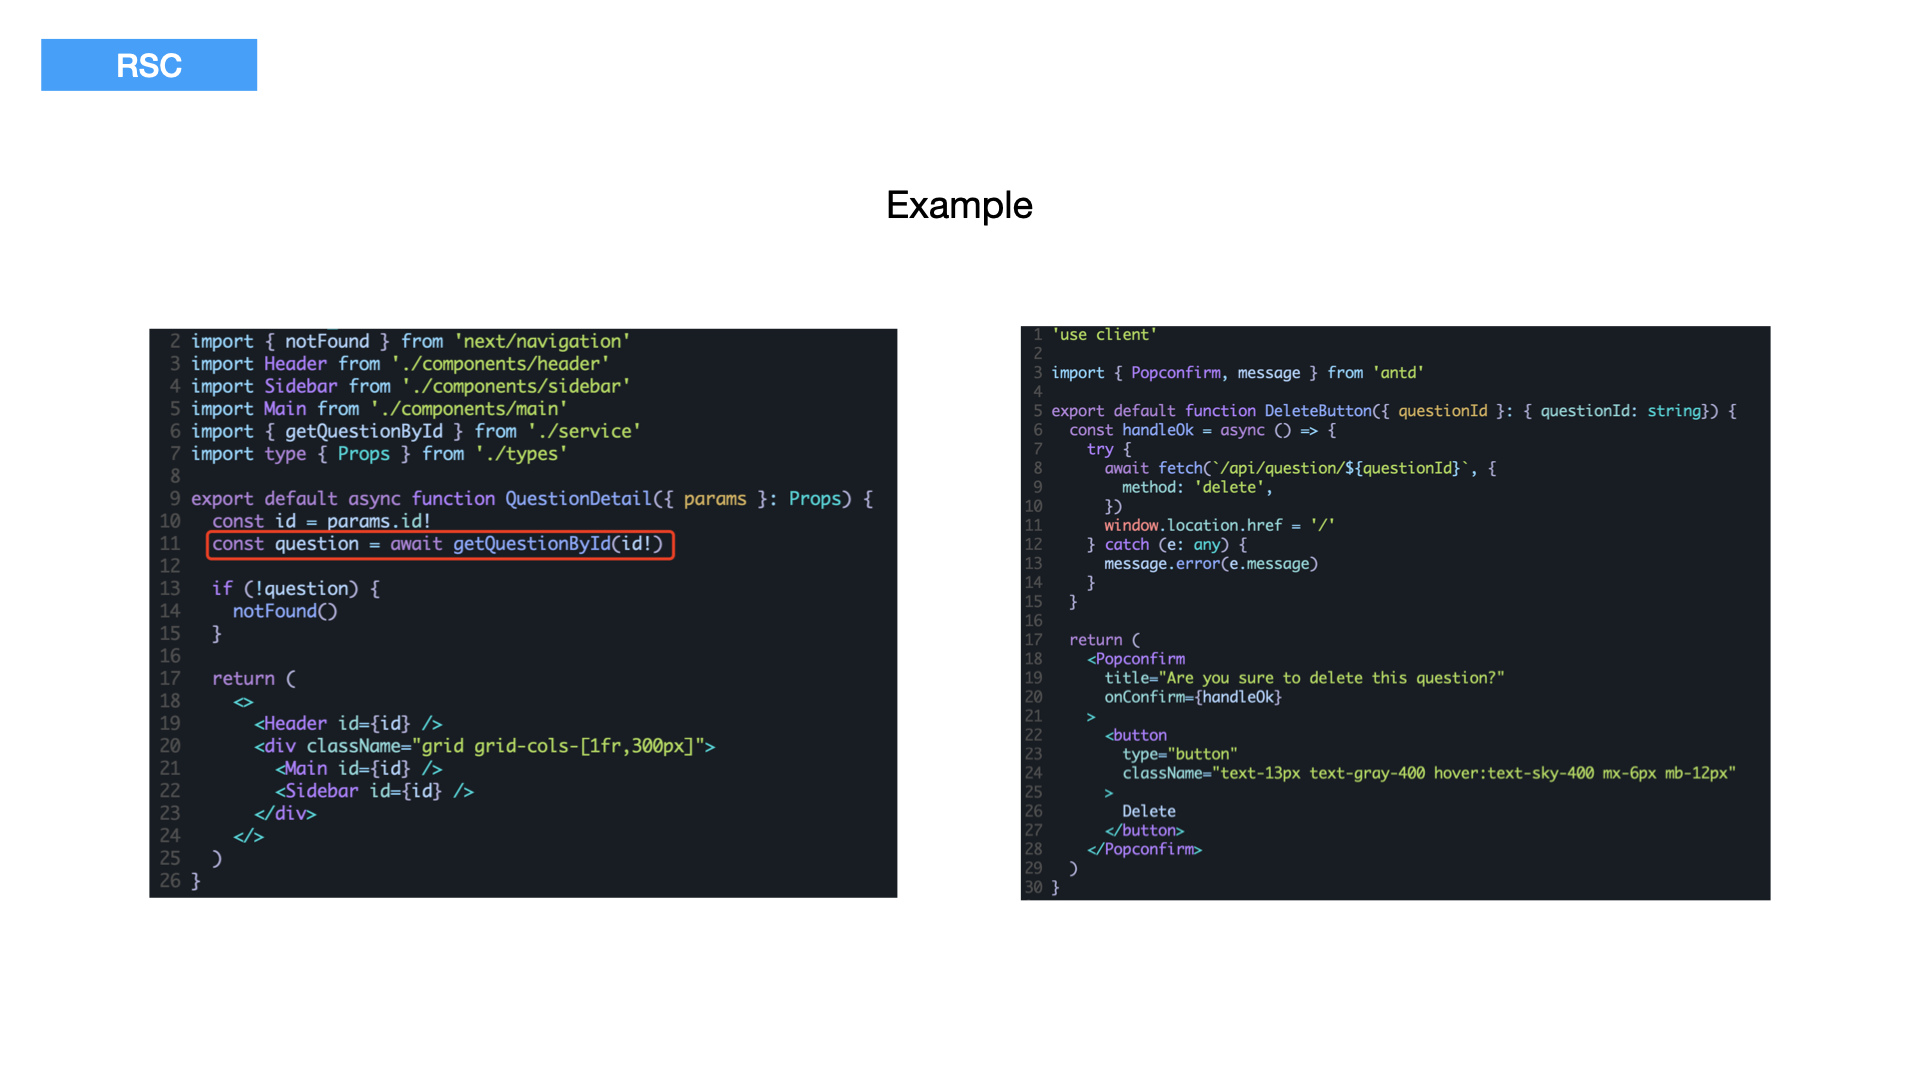 RSC
Example
2 import { notFound } from 'next/navigation'
3 import Header from './components/header'
4 import Sidebar from './components/sidebar'
5 import Main from './components/main'
6 import { getQuestionById } from './service'
7 import type { Props } from './types'
8
9 export default async function QuestionDetail({ params }: Props) {
10   const id = params.id!
11   const question = await getQuestionById(id!)
12
13   if (!question) {
14     notFound()
15   }
16
17   return (
18     <>
19       <Header id={id} />
20       <div className="grid grid-cols-[1fr,300px]">
21         <Main id={id} />
22         <Sidebar id={id} />
23       </div>
24     </>
25   )
26 }
1 'use client'
2
3 import { Popconfirm, message } from 'antd'
4
5 export default function DeleteButton({ questionId }: { questionId: string}) {
6   const handleOk = async () => {
7     try {
8       await fetch(`/api/question/${questionId}`, {
9         method: 'delete',
10       })
11       window.location.href = '/'
12     } catch (e: any) {
13       message.error(e.message)
14     }
15   }
16
17   return (
18     <Popconfirm
19       title="Are you sure to delete this question?"
20       onConfirm={handleOk}
21     >
22       <button
23         type="button"
24         className="text-13px text-gray-400 hover:text-sky-400 mx-6px mb-12px"
25       >
26         Delete
27       </button>
28     </Popconfirm>
29   )
30 }